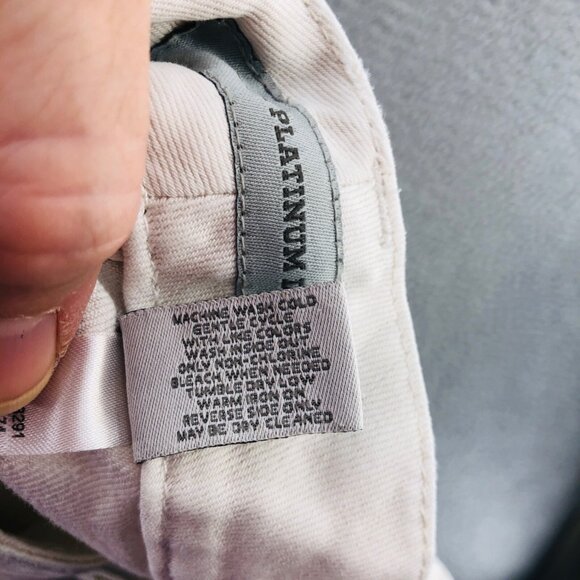 PLATINUM
MACHINE WASH COLD
GENTLE CYCLE
WITH LIKE COLORS
WASH INSIDE OUT
ONLY NON-CHLORINE
BLEACH WHEN NEEDED
TUMBLE DRY LOW
WARM IRON ON
REVERSE SIDE ONLY
MAY BE DRY CLEANED
3291